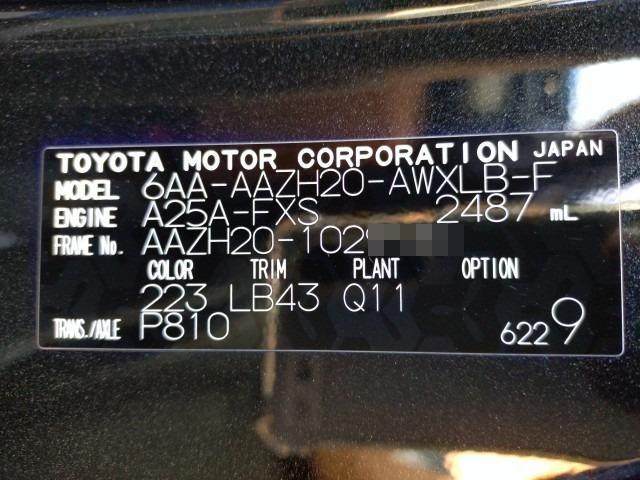 TOYOTA MOTOR CORPORATION JAPAN
MODEL 6AA-AAZH20-AWXLB-F
ENGINE A25A-FXS 2487 mL
FRAME No. AAZH20-1029
COLOR TRIM PLANT OPTION
223 LB43 Q11
TRANS./AXLE P810
6229